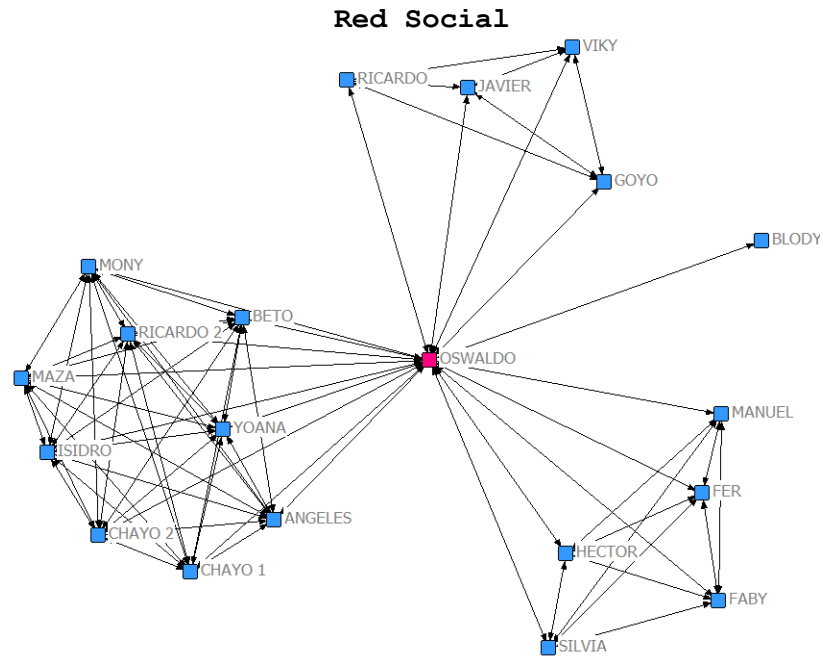 Red Social
VIKY
RICARDO
JAVIER
GOYO
BLODY
MONY
BETO
RICARDO 2
OSWALDO
MAZA
MANUEL
YOANA
ISIDRO
FER
ANGELES
CHAYO 2
HECTOR
CHAYO 1
FABY
SILVIA